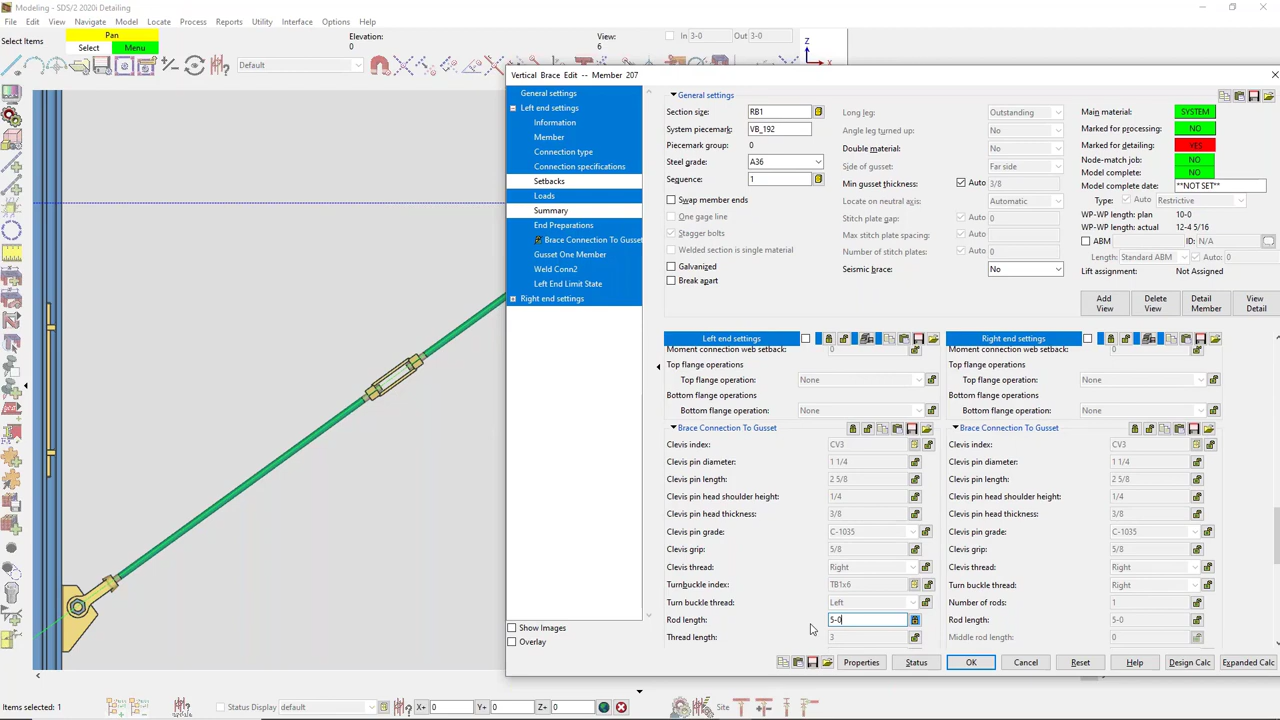 Modeling - SDS/2 2020i Detailing
File Edit View Navigate Model Locate Process Reports Utility Interface Options Help
Select Items
Pan
Select Menu
Elevation:
0
View:
6
In 3-0 Out 3-0
Z
Default
Vertical Brace Edit -- Member 207
General settings
Left end settings
Information
Member
Connection type
Connection specifications
Setbacks
Loads
Summary
End Preparations
Brace Connection To Gusset
Gusset One Member
Weld Conn2
Left End Limit State
Right end settings
Show Images
Overlay
General settings
Section size: RB1
System piecemark: VB_192
Piecemark group: 0
Steel grade: A36
Sequence: 1
Swap member ends
One gage line
Stagger bolts
Welded section is single material
Galvanized
Break apart
Long leg: Outstanding
Angle leg turned up: No
Double material: No
Side of gusset: Far side
Min gusset thickness: Auto 3/8
Locate on neutral axis: Automatic
Stitch plate gap: Auto 0
Max stitch plate spacing: Auto 0
Number of stitch plates: Auto 0
Seismic brace: No
Main material: SYSTEM
Marked for processing: NO
Marked for detailing: YES
Node-match job: NO
Model complete: NO
Model complete date: **NOT SET**
Type: Auto Restrictive
WP-WP length: plan 10-0
WP-WP length: actual 12-4 5/16
ABM ID: N/A
Length: Standard ABM Auto: 0
Lift assignment: Not Assigned
Add View
Delete View
Detail Member
View Detail
Left end settings
Moment connection web setback: 0
Top flange operations
Top flange operation: None
Bottom flange operations
Bottom flange operation: None
Brace Connection To Gusset
Clevis index: CV3
Clevis pin diameter: 1 1/4
Clevis pin length: 2 5/8
Clevis pin head shoulder height: 1/4
Clevis pin head thickness: 3/8
Clevis pin grade: C-1035
Clevis grip: 5/8
Clevis thread: Right
Turnbuckle index: TB1x6
Turn buckle thread: Left
Rod length: 5-0
Thread length: 3
Right end settings
Moment connection web setback: 0
Top flange operations
Top flange operation: None
Bottom flange operations
Bottom flange operation: None
Brace Connection To Gusset
Clevis index: CV3
Clevis pin diameter: 1 1/4
Clevis pin length: 2 5/8
Clevis pin head shoulder height: 1/4
Clevis pin head thickness: 3/8
Clevis pin grade: C-1035
Clevis grip: 5/8
Clevis thread: Right
Turn buckle thread: Right
Number of rods: 1
Rod length: 5-0
Middle rod length: 0
Properties Status OK Cancel Reset Help Design Calc Expanded Calc
Items selected: 1
Status Display default
X+ 0 Y+ 0 Z+ 0
Site